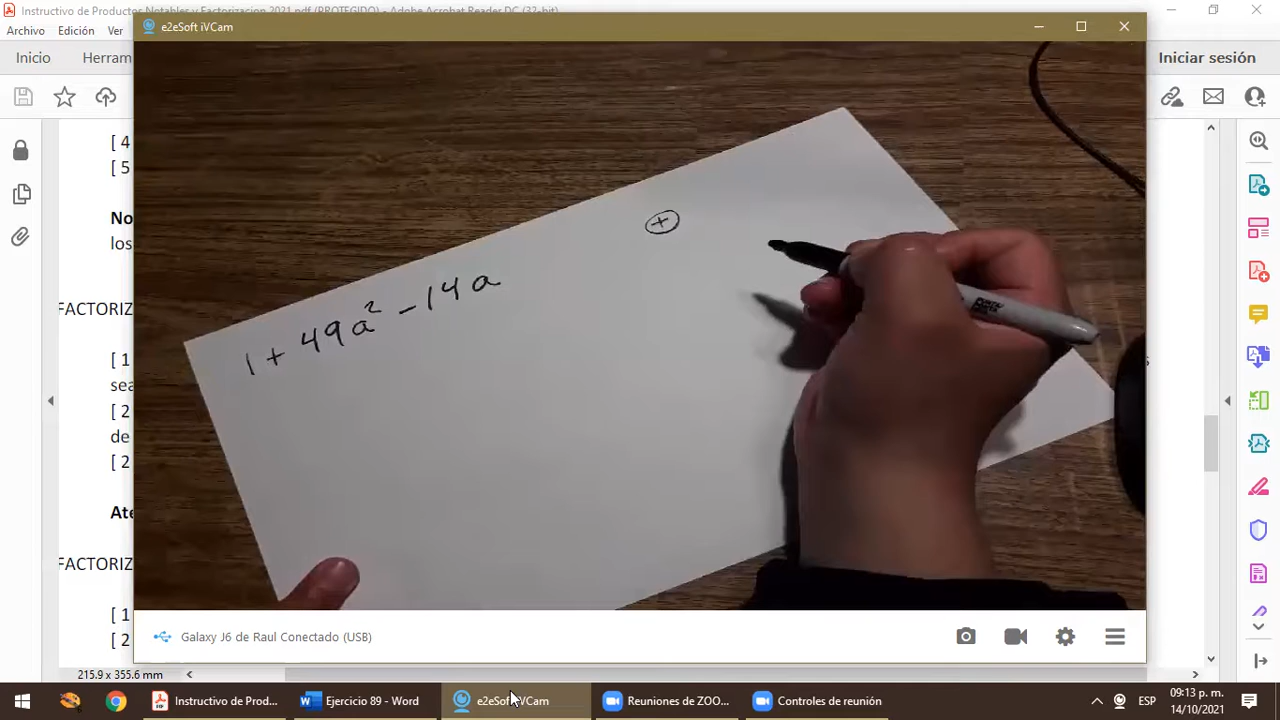 Instructivo de Productos Notables y Factorizacion 2021.pdf (PROTEGIDO) - Adobe Acrobat Reader DC (32-bit)
Archivo Edición Ver
e2eSoft iVCam
Inicio Herram
Iniciar sesión
[ 4
[ 5
No
los
FACTORIZ
[ 1
sea
[ 2
de
[ 2
Ate
FACTORIZ
[ 1
[ 2
s
1 + 49a² - 14a
+
Galaxy J6 de Raul Conectado (USB)
215.9 x 355.6 mm
Instructivo de Prod...
Ejercicio 89 - Word
e2eSoft iVCam
Reuniones de ZOO...
Controles de reunión
ESP
09:13 p. m.
14/10/2021